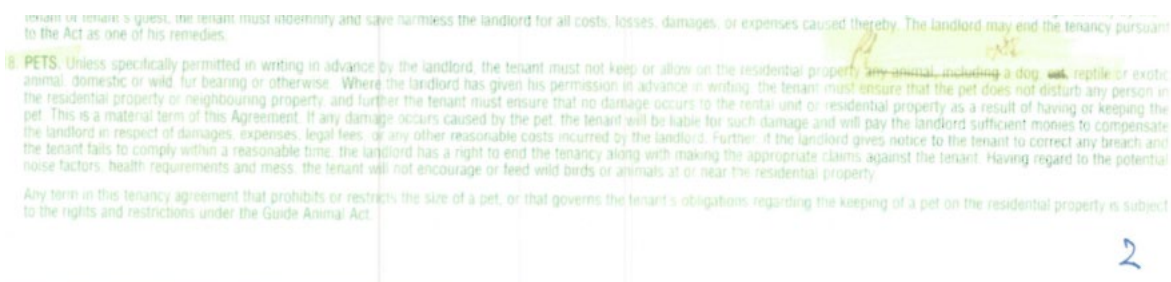 tenant or tenant's guest, the tenant must indemnify and save harmless the landlord for all costs, losses, damages, or expenses caused thereby. The landlord may end the tenancy pursuant
to the Act as one of his remedies.
8. PETS. Unless specifically permitted in writing in advance by the landlord, the tenant must not keep or allow on the residential property any animal, including a dog, cat, reptile or exotic
animal, domestic or wild, fur bearing or otherwise. Where the landlord has given his permission in advance in writing, the tenant must ensure that the pet does not disturb any person in
the residential property or neighbouring property, and further the tenant must ensure that no damage occurs to the rental unit or residential property as a result of having or keeping the
pet. This is a material term of this Agreement. If any damage occurs caused by the pet, the tenant will be liable for such damage and will pay the landlord sufficient monies to compensate
the landlord in respect of damages, expenses, legal fees, or any other reasonable costs incurred by the landlord. Further, if the landlord gives notice to the tenant to correct any breach and
the tenant fails to comply within a reasonable time, the landlord has a right to end the tenancy along with making the appropriate claims against the tenant. Having regard to the potential
noise factors, health requirements and mess, the tenant will not encourage or feed wild birds or animals at or near the residential property.
Any term in this tenancy agreement that prohibits or restricts the size of a pet, or that governs the tenant's obligations regarding the keeping of a pet on the residential property is subject
to the rights and restrictions under the Guide Animal Act.
2